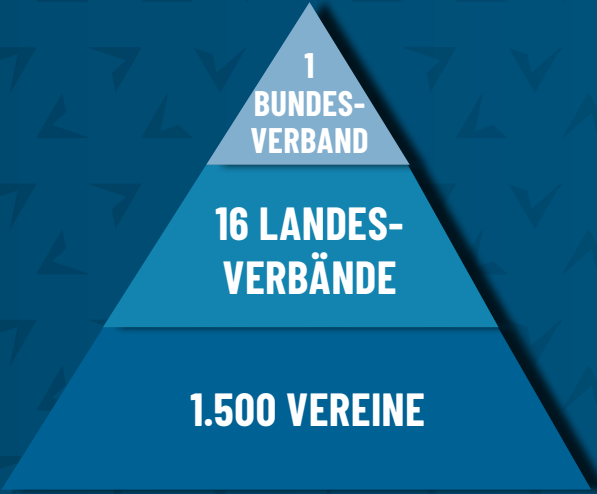 1
BUNDES-
VERBAND
16 LANDES-
VERBÄNDE
1.500 VEREINE